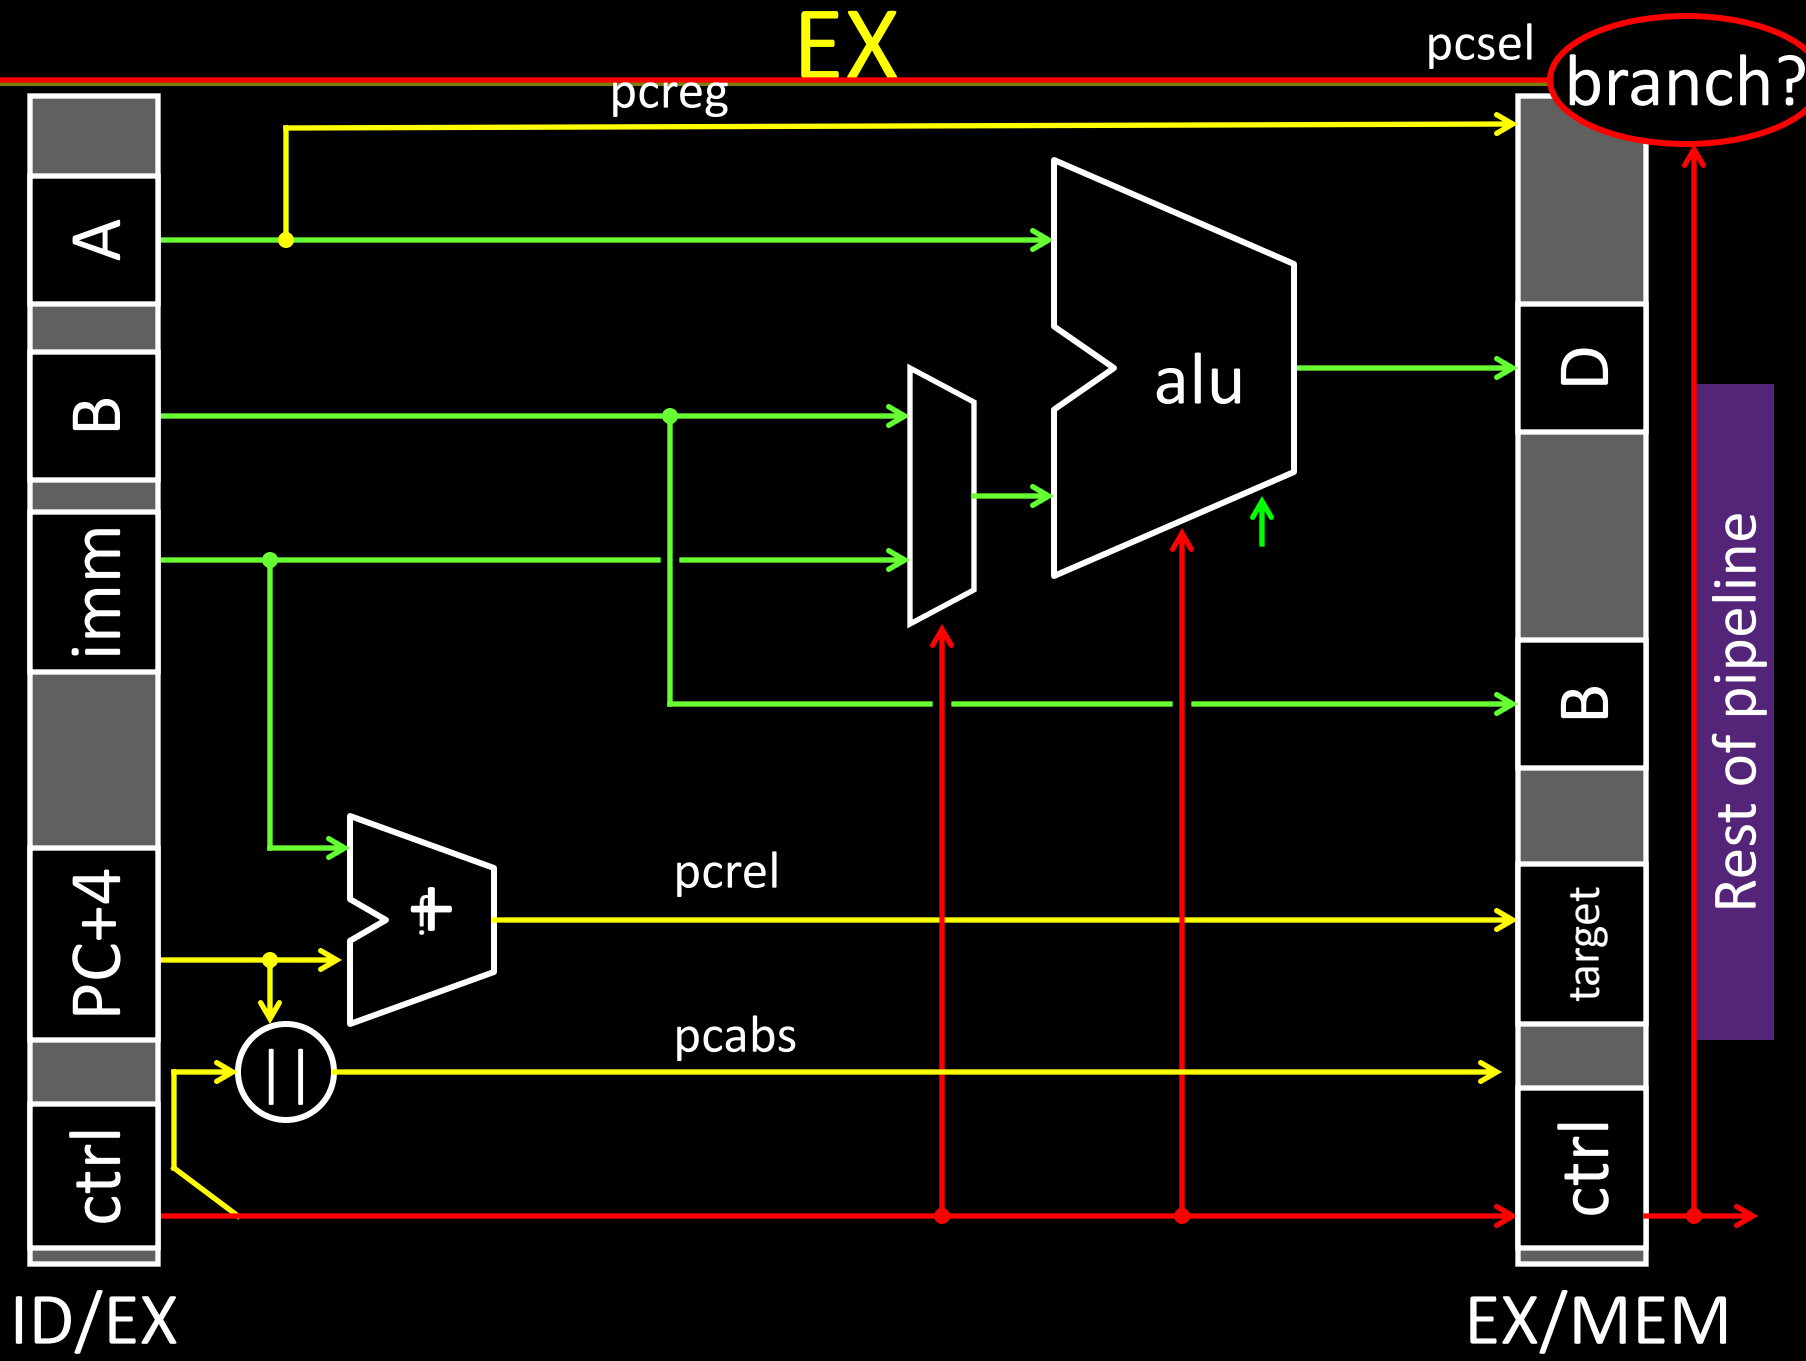 EX
pcsel
branch?
pcreg
A
B
imm
PC+4
ctrl
alu
+
pcrel
pcabs
||
D
B
target
ctrl
Rest of pipeline
ID/EX
EX/MEM